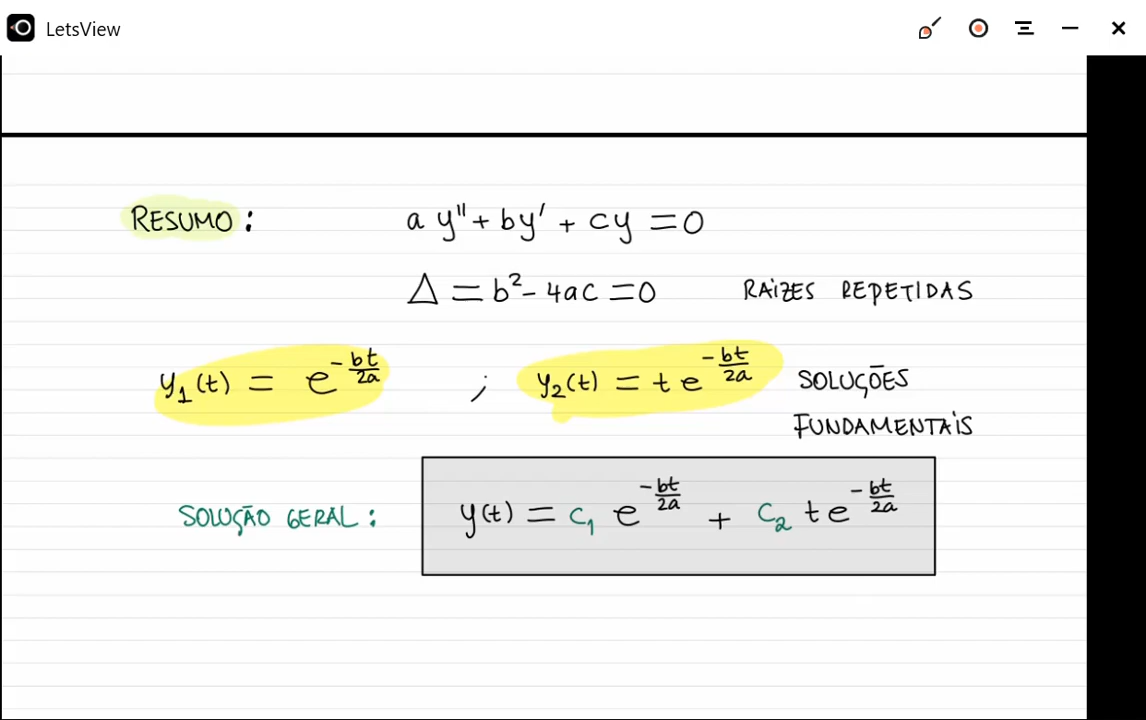 LetsView
RESUMO: a y'' + by' + cy = 0
Δ = b² - 4ac = 0 RAÍZES REPETIDAS
y₁(t) = e^(-bt/2a) ; y₂(t) = t e^(-bt/2a) SOLUÇÕES
FUNDAMENTAIS
SOLUÇÃO GERAL: y(t) = c₁ e^(-bt/2a) + c₂ t e^(-bt/2a)